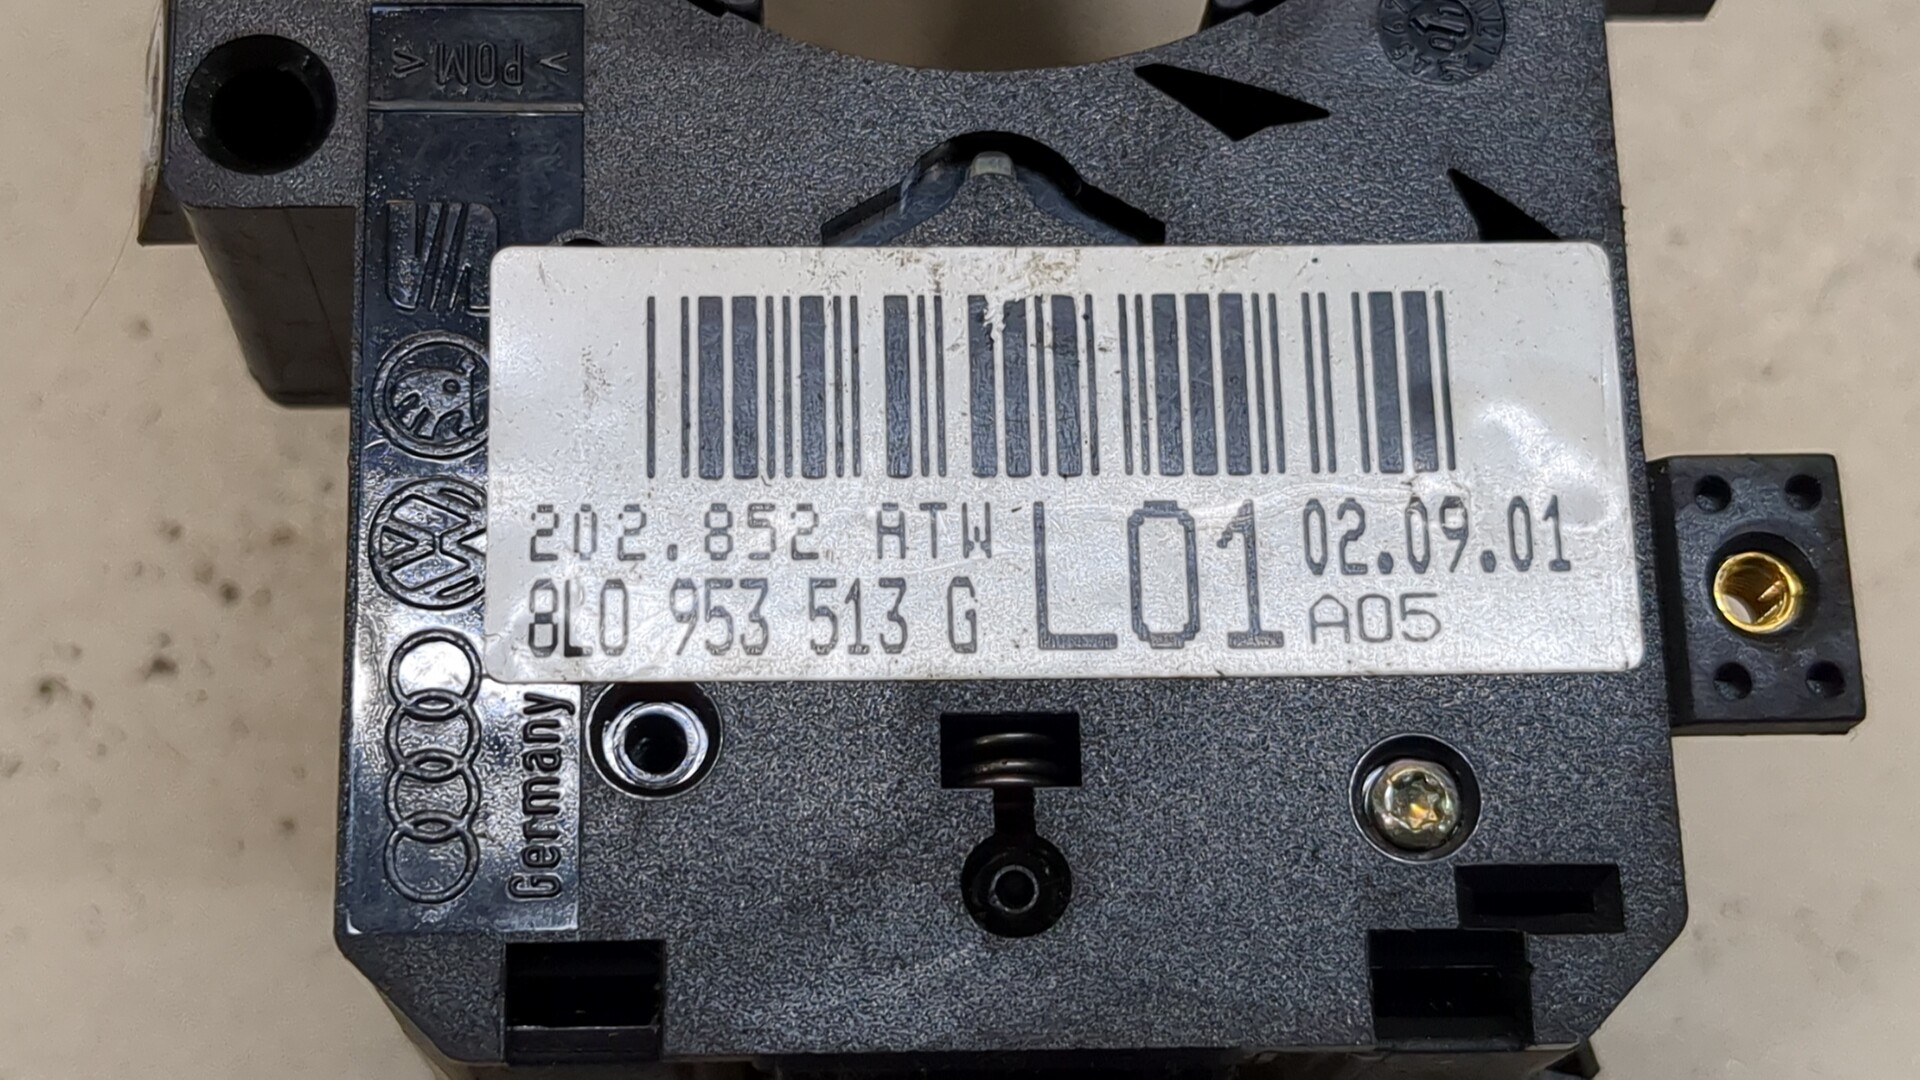 >POM<
202.852 ATW
8L0 953 513 G
L01
02.09.01
A05
Germany